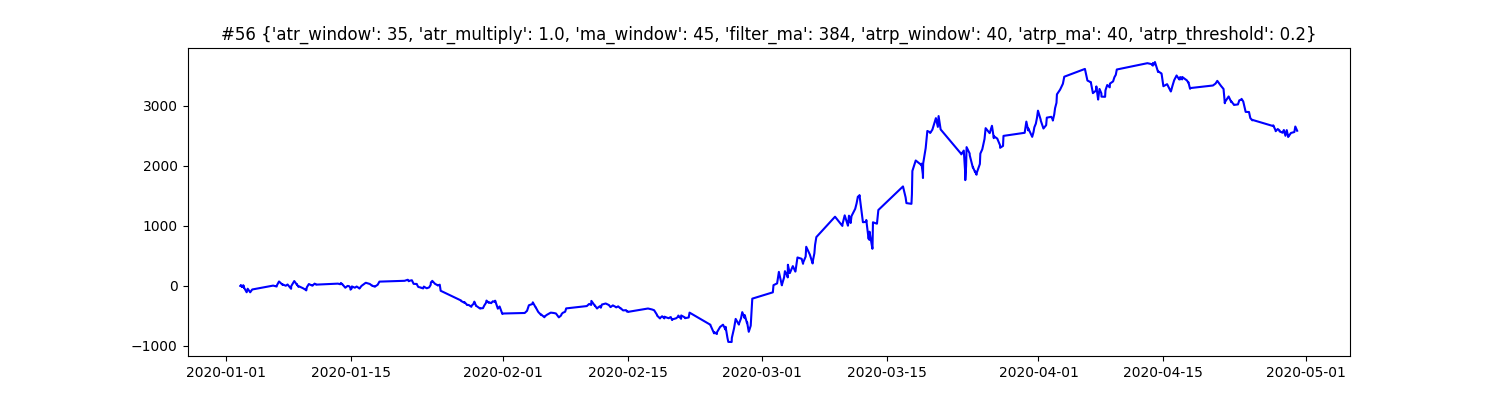 #56 {'atr_window': 35, 'atr_multiply': 1.0, 'ma_window': 45, 'filter_ma': 384, 'atrp_window': 40, 'atrp_ma': 40, 'atrp_threshold': 0.2}
3000
2000
1000
0
−1000
2020-01-01 2020-01-15 2020-02-01 2020-02-15 2020-03-01 2020-03-15 2020-04-01 2020-04-15 2020-05-01